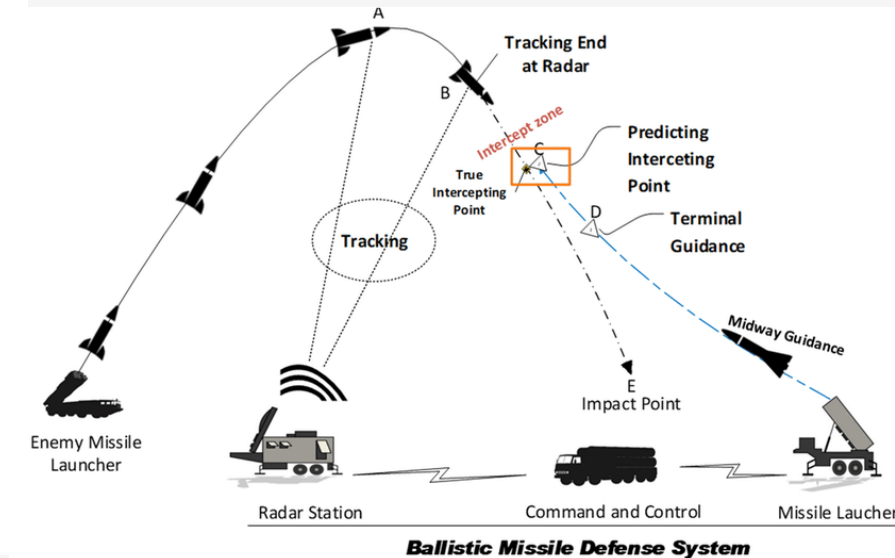 A
Tracking End
at Radar
B
Intercept zone
C
Predicting
Interceting
Point
True
Intercepting
Point
D
Terminal
Guidance
Tracking
Midway Guidance
E
Impact Point
Enemy Missile
Launcher
Radar Station
Command and Control
Missile Laucher
Ballistic Missile Defense System